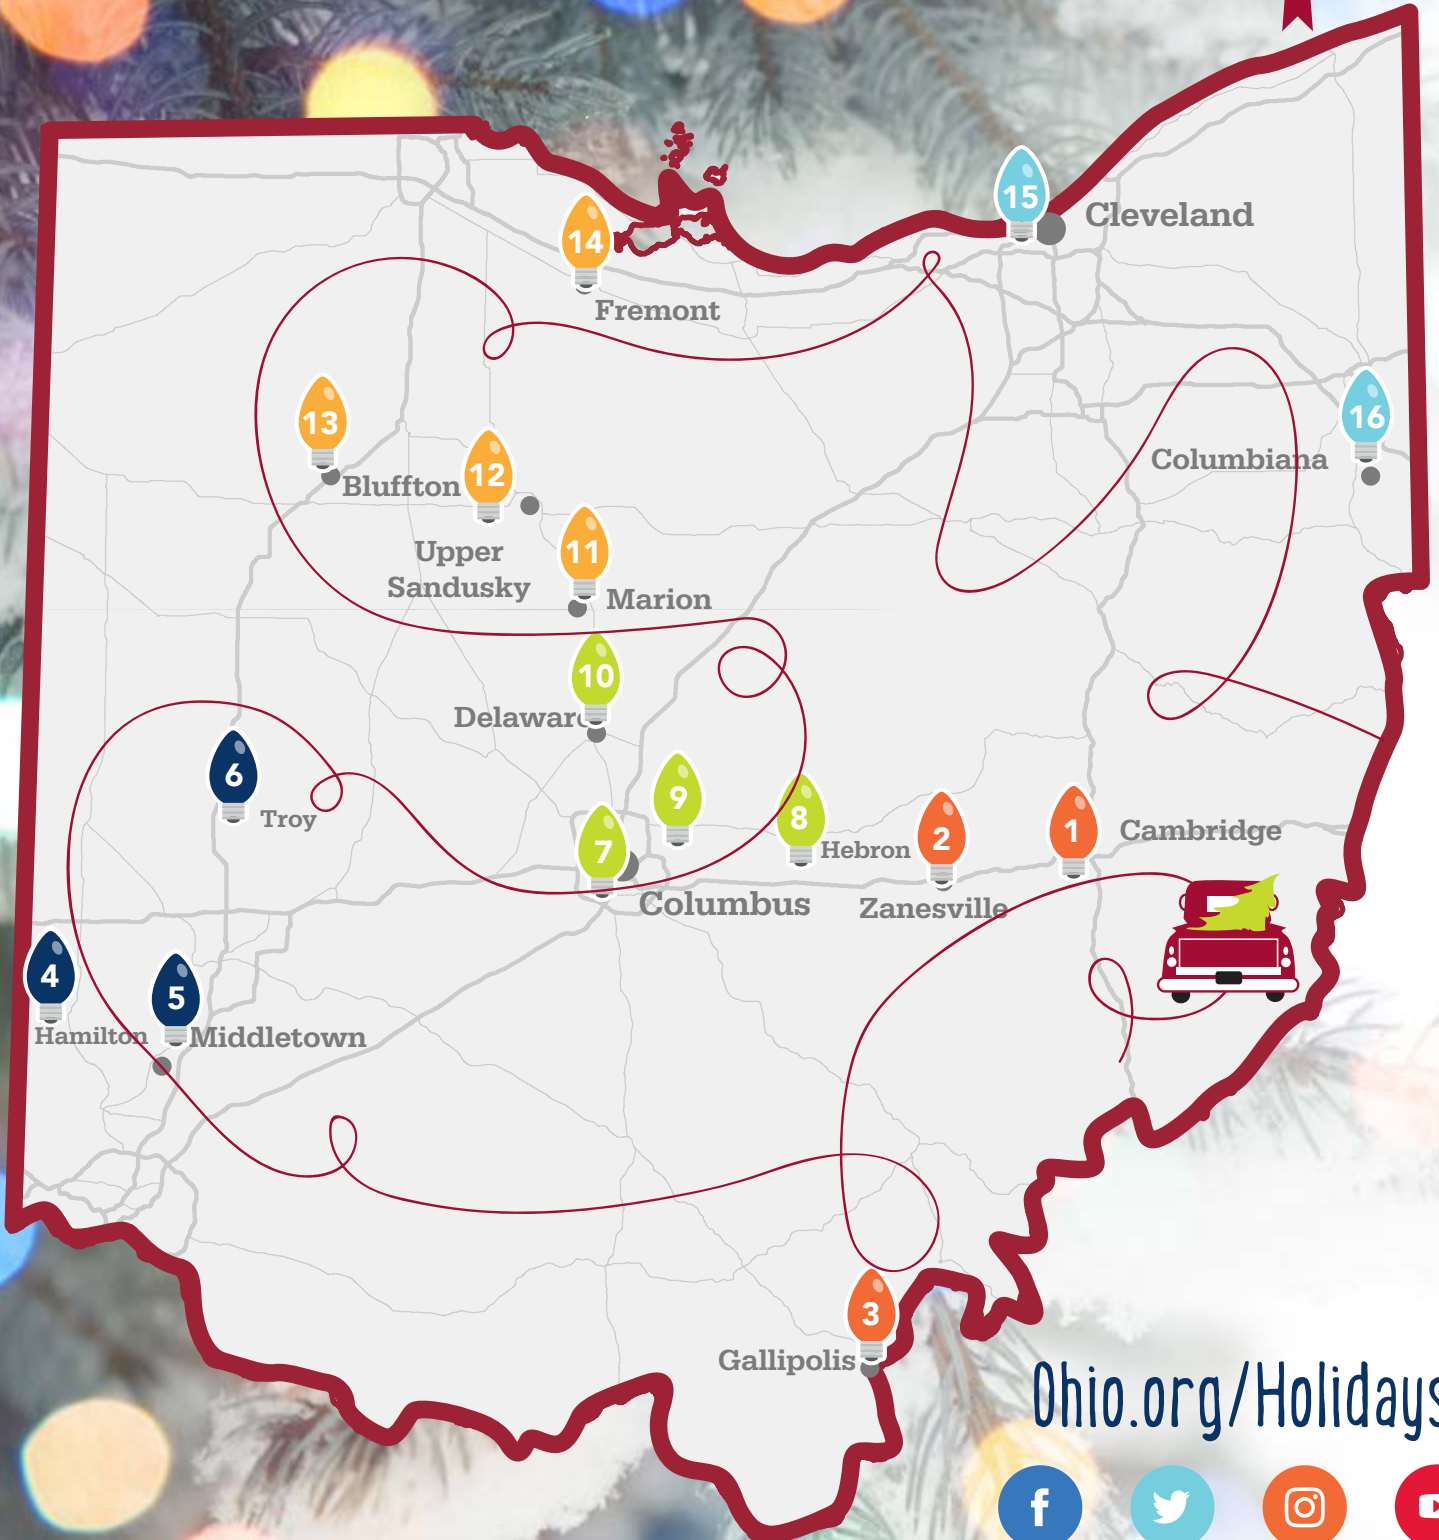 15
Cleveland
14
Fremont
13
Bluffton
12
Upper
Sandusky
16
Columbiana
11
Marion
10
Delaware
6
Troy
9
7
Columbus
8
Hebron
2
Zanesville
1
Cambridge
4
Hamilton
5
Middletown
3
Gallipolis
Ohio.org/Holidays
f